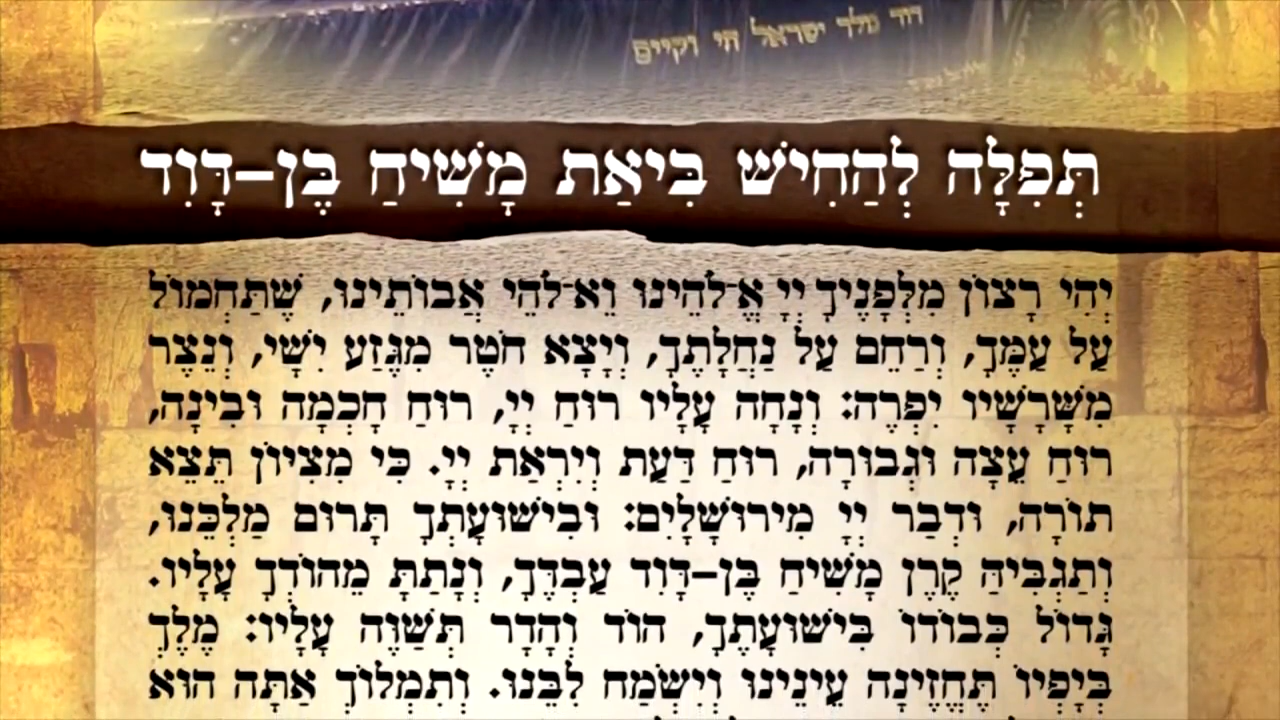 דוד מלך ישראל חי וקיים
תְּפִלָּה לְהַחִישׁ בִּיאַת מָשִׁיחַ בֶּן–דָּוִד
יְהִי רָצוֹן מִלְּפָנֶיךָ יְיָ אֱ־לֹהֵינוּ וֵא־לֹהֵי אֲבוֹתֵינוּ, שֶׁתַּחְמוֹל
עַל עַמֶּךָ, וְרַחֵם עַל נַחֲלָתֶךָ, וְיָצָא חֹטֶר מִגֶּזַע יִשָׁי, וְנֵצֶר
מִשָּׁרָשָׁיו יִפְרֶה: וְנָחָה עָלָיו רוּחַ יְיָ, רוּחַ חָכְמָה וּבִינָה,
רוּחַ עֵצָה וּגְבוּרָה, רוּחַ דַּעַת וְיִרְאַת יְיָ. כִּי מִצִּיּוֹן תֵּצֵא
תוֹרָה, וּדְבַר יְיָ מִירוּשָׁלָיִם: וּבִישׁוּעָתְךָ תָּרוּם מַלְכֵּנוּ,
וְתַגְבִּיהַּ קֶרֶן מָשִׁיחַ בֶּן–דָּוִד עַבְדֶּךָ, וְנָתַתָּ מֵהוֹדְךָ עָלָיו.
גָּדוֹל כְּבוֹדוֹ בִּישׁוּעָתֶךָ, הוֹד וְהָדָר תְּשַׁוֶּה עָלָיו: מֶלֶךְ
בְּיָפְיוֹ תֶּחֱזֶינָה עֵינֵינוּ וְיִשְׂמַח לִבֵּנוּ. וְתִמְלוֹךְ אַתָּה הוּא